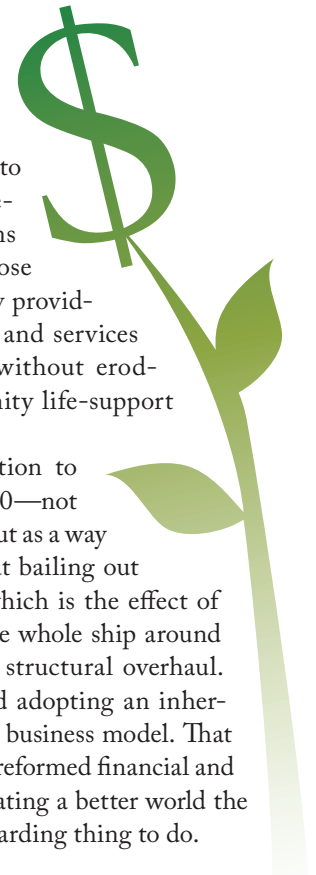 $
to
e-
ns
ose
y provid-
and services
without erod-
nity life-support
tion to
0—not
ut as a way
t bailing out
which is the effect of
e whole ship around
structural overhaul.
d adopting an inher-
business model. That
reformed financial and
ating a better world the
arding thing to do.